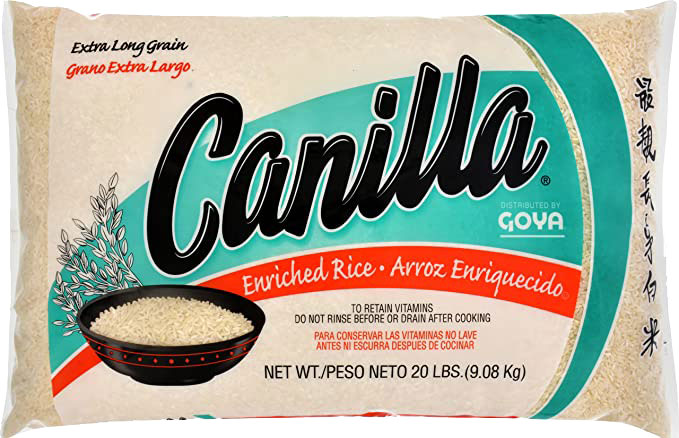 Extra Long Grain
Grano Extra Largo
Canilla®
DISTRIBUTED BY
GOYA
Enriched Rice • Arroz Enriquecido
TO RETAIN VITAMINS
DO NOT RINSE BEFORE OR DRAIN AFTER COOKING
PARA CONSERVAR LAS VITAMINAS NO LAVE
ANTES NI ESCURRA DESPUES DE COCINAR
NET WT./PESO NETO 20 LBS.(9.08 Kg)
最靚長身白米